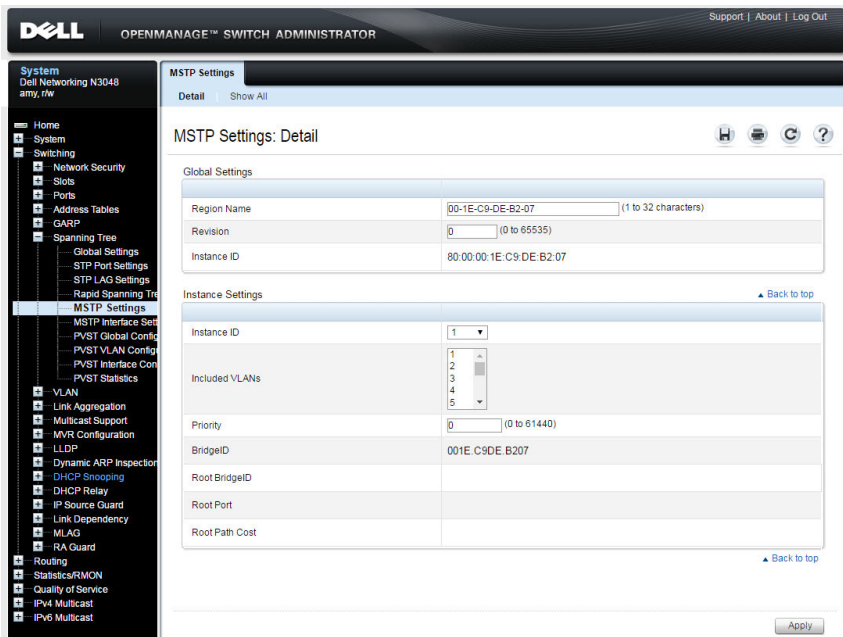 Support | About | Log Out
DELL OPENMANAGE™ SWITCH ADMINISTRATOR
System
Dell Networking N3048
amy, r/w
MSTP Settings
Detail Show All
Home
System
Switching
Network Security
Slots
Ports
Address Tables
GARP
Spanning Tree
Global Settings
STP Port Settings
STP LAG Settings
Rapid Spanning Tre
MSTP Settings
MSTP Interface Sett
PVST Global Config
PVST VLAN Config
PVST Interface Con
PVST Statistics
VLAN
Link Aggregation
Multicast Support
MVR Configuration
LLDP
Dynamic ARP Inspection
DHCP Snooping
DHCP Relay
IP Source Guard
Link Dependency
MLAG
RA Guard
Routing
Statistics/RMON
Quality of Service
IPv4 Multicast
IPv6 Multicast
MSTP Settings: Detail
Global Settings
Region Name 00-1E-C9-DE-B2-07 (1 to 32 characters)
Revision 0 (0 to 65535)
Instance ID 80:00:00:1E:C9:DE:B2:07
Instance Settings
Back to top
Instance ID 1
Included VLANs
1
2
3
4
5
Priority 0 (0 to 61440)
BridgeID 001E.C9DE.B207
Root BridgeID
Root Port
Root Path Cost
Back to top
Apply